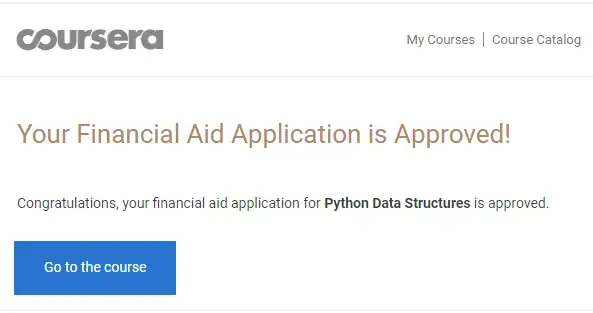 coursera
My Courses | Course Catalog
Your Financial Aid Application is Approved!
Congratulations, your financial aid application for Python Data Structures is approved.
Go to the course